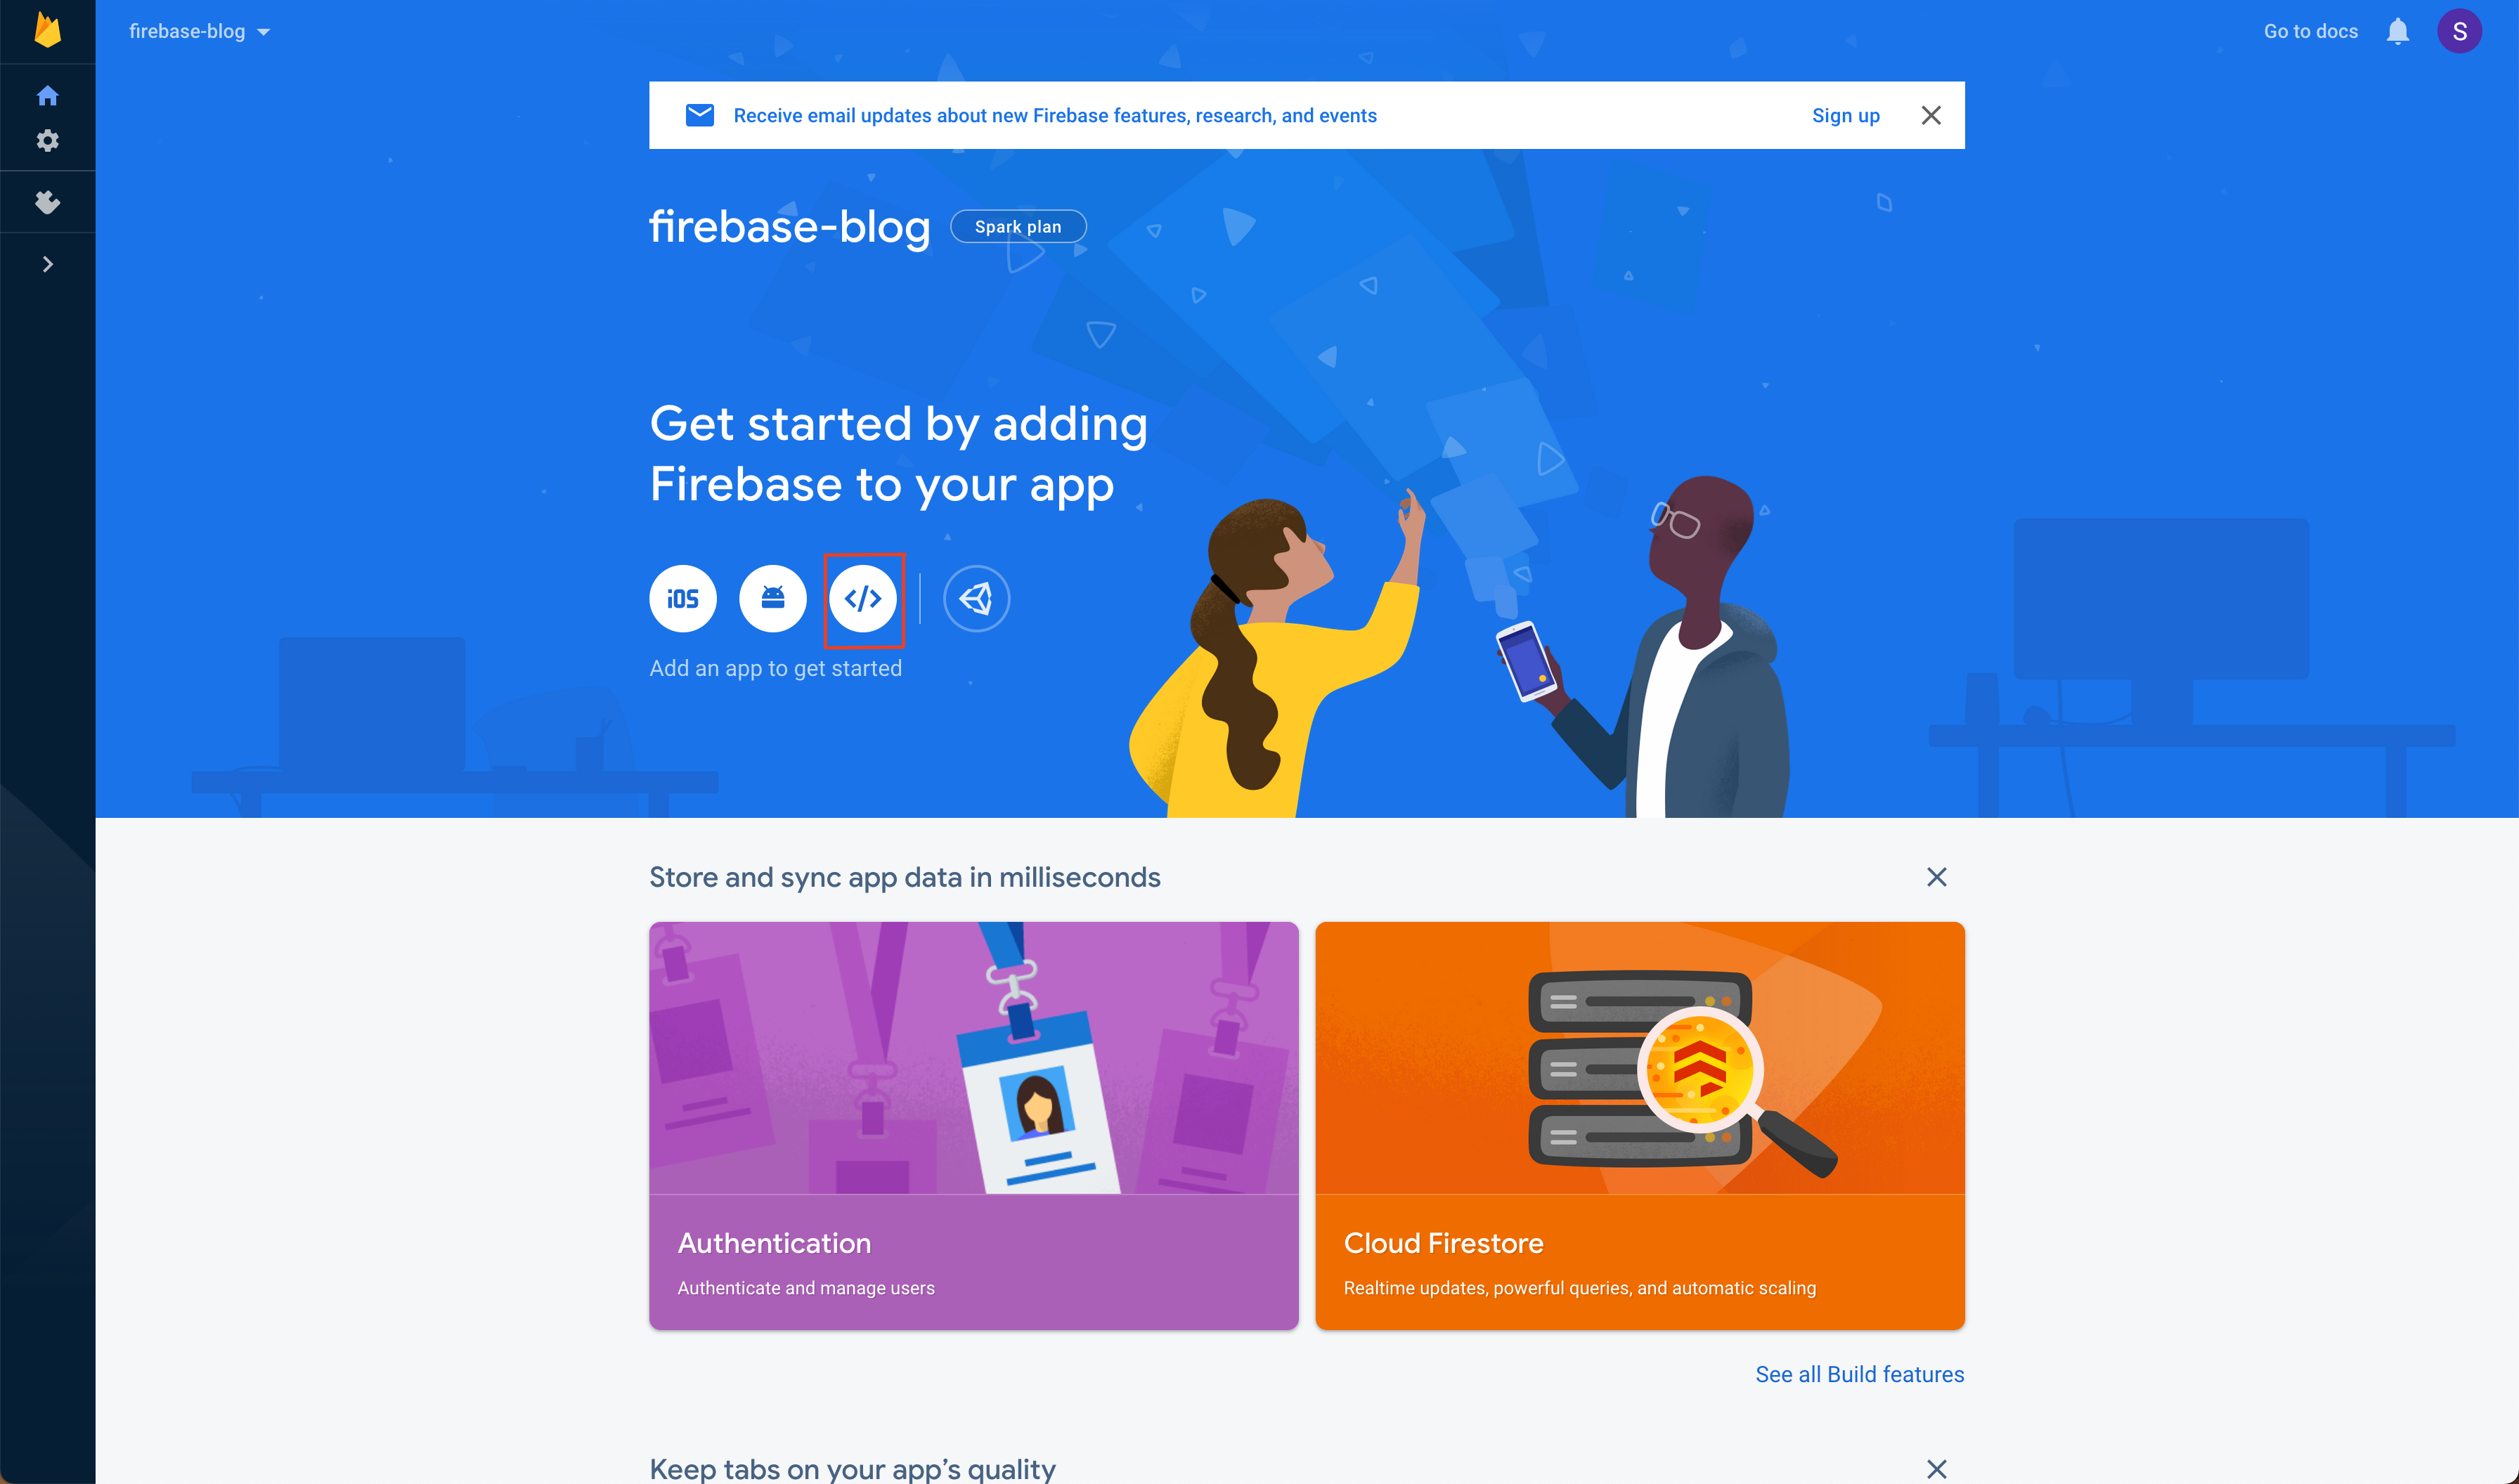 firebase-blog
Go to docs
S
Receive email updates about new Firebase features, research, and events
Sign up
firebase-blog
Spark plan
Get started by adding
Firebase to your app
iOS
</>
Add an app to get started
Store and sync app data in milliseconds
Authentication
Authenticate and manage users
Cloud Firestore
Realtime updates, powerful queries, and automatic scaling
See all Build features
Keep tabs on your app’s quality